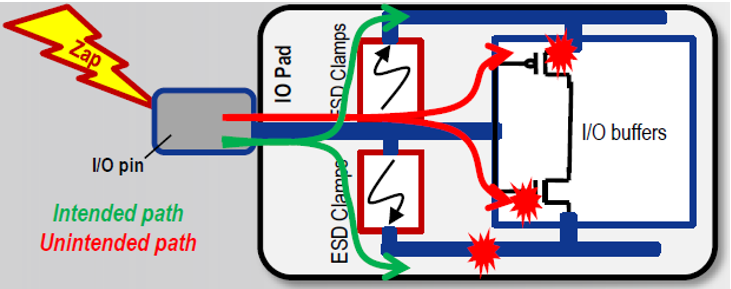 Zap
IO Pad
ESD Clamps
I/O buffers
I/O pin
ESD Clamps
Intended path
Unintended path